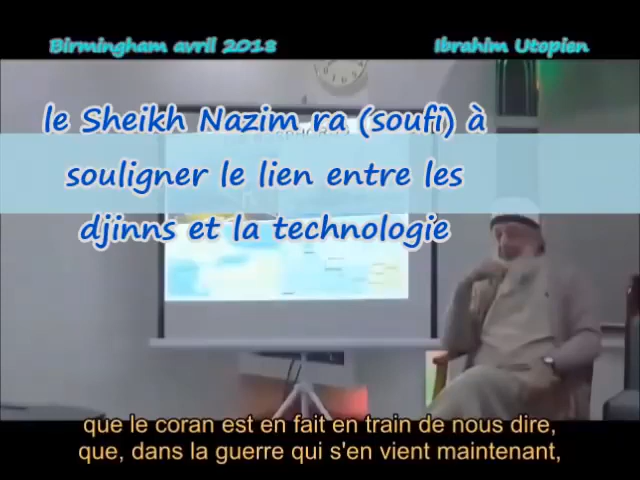 Birmingham avril 2018
Ibrahim Utopien
le Sheikh Nazim ra (soufi) à
souligner le lien entre les
djinns et la technologie
que le coran est en fait en train de nous dire,
que, dans la guerre qui s'en vient maintenant,